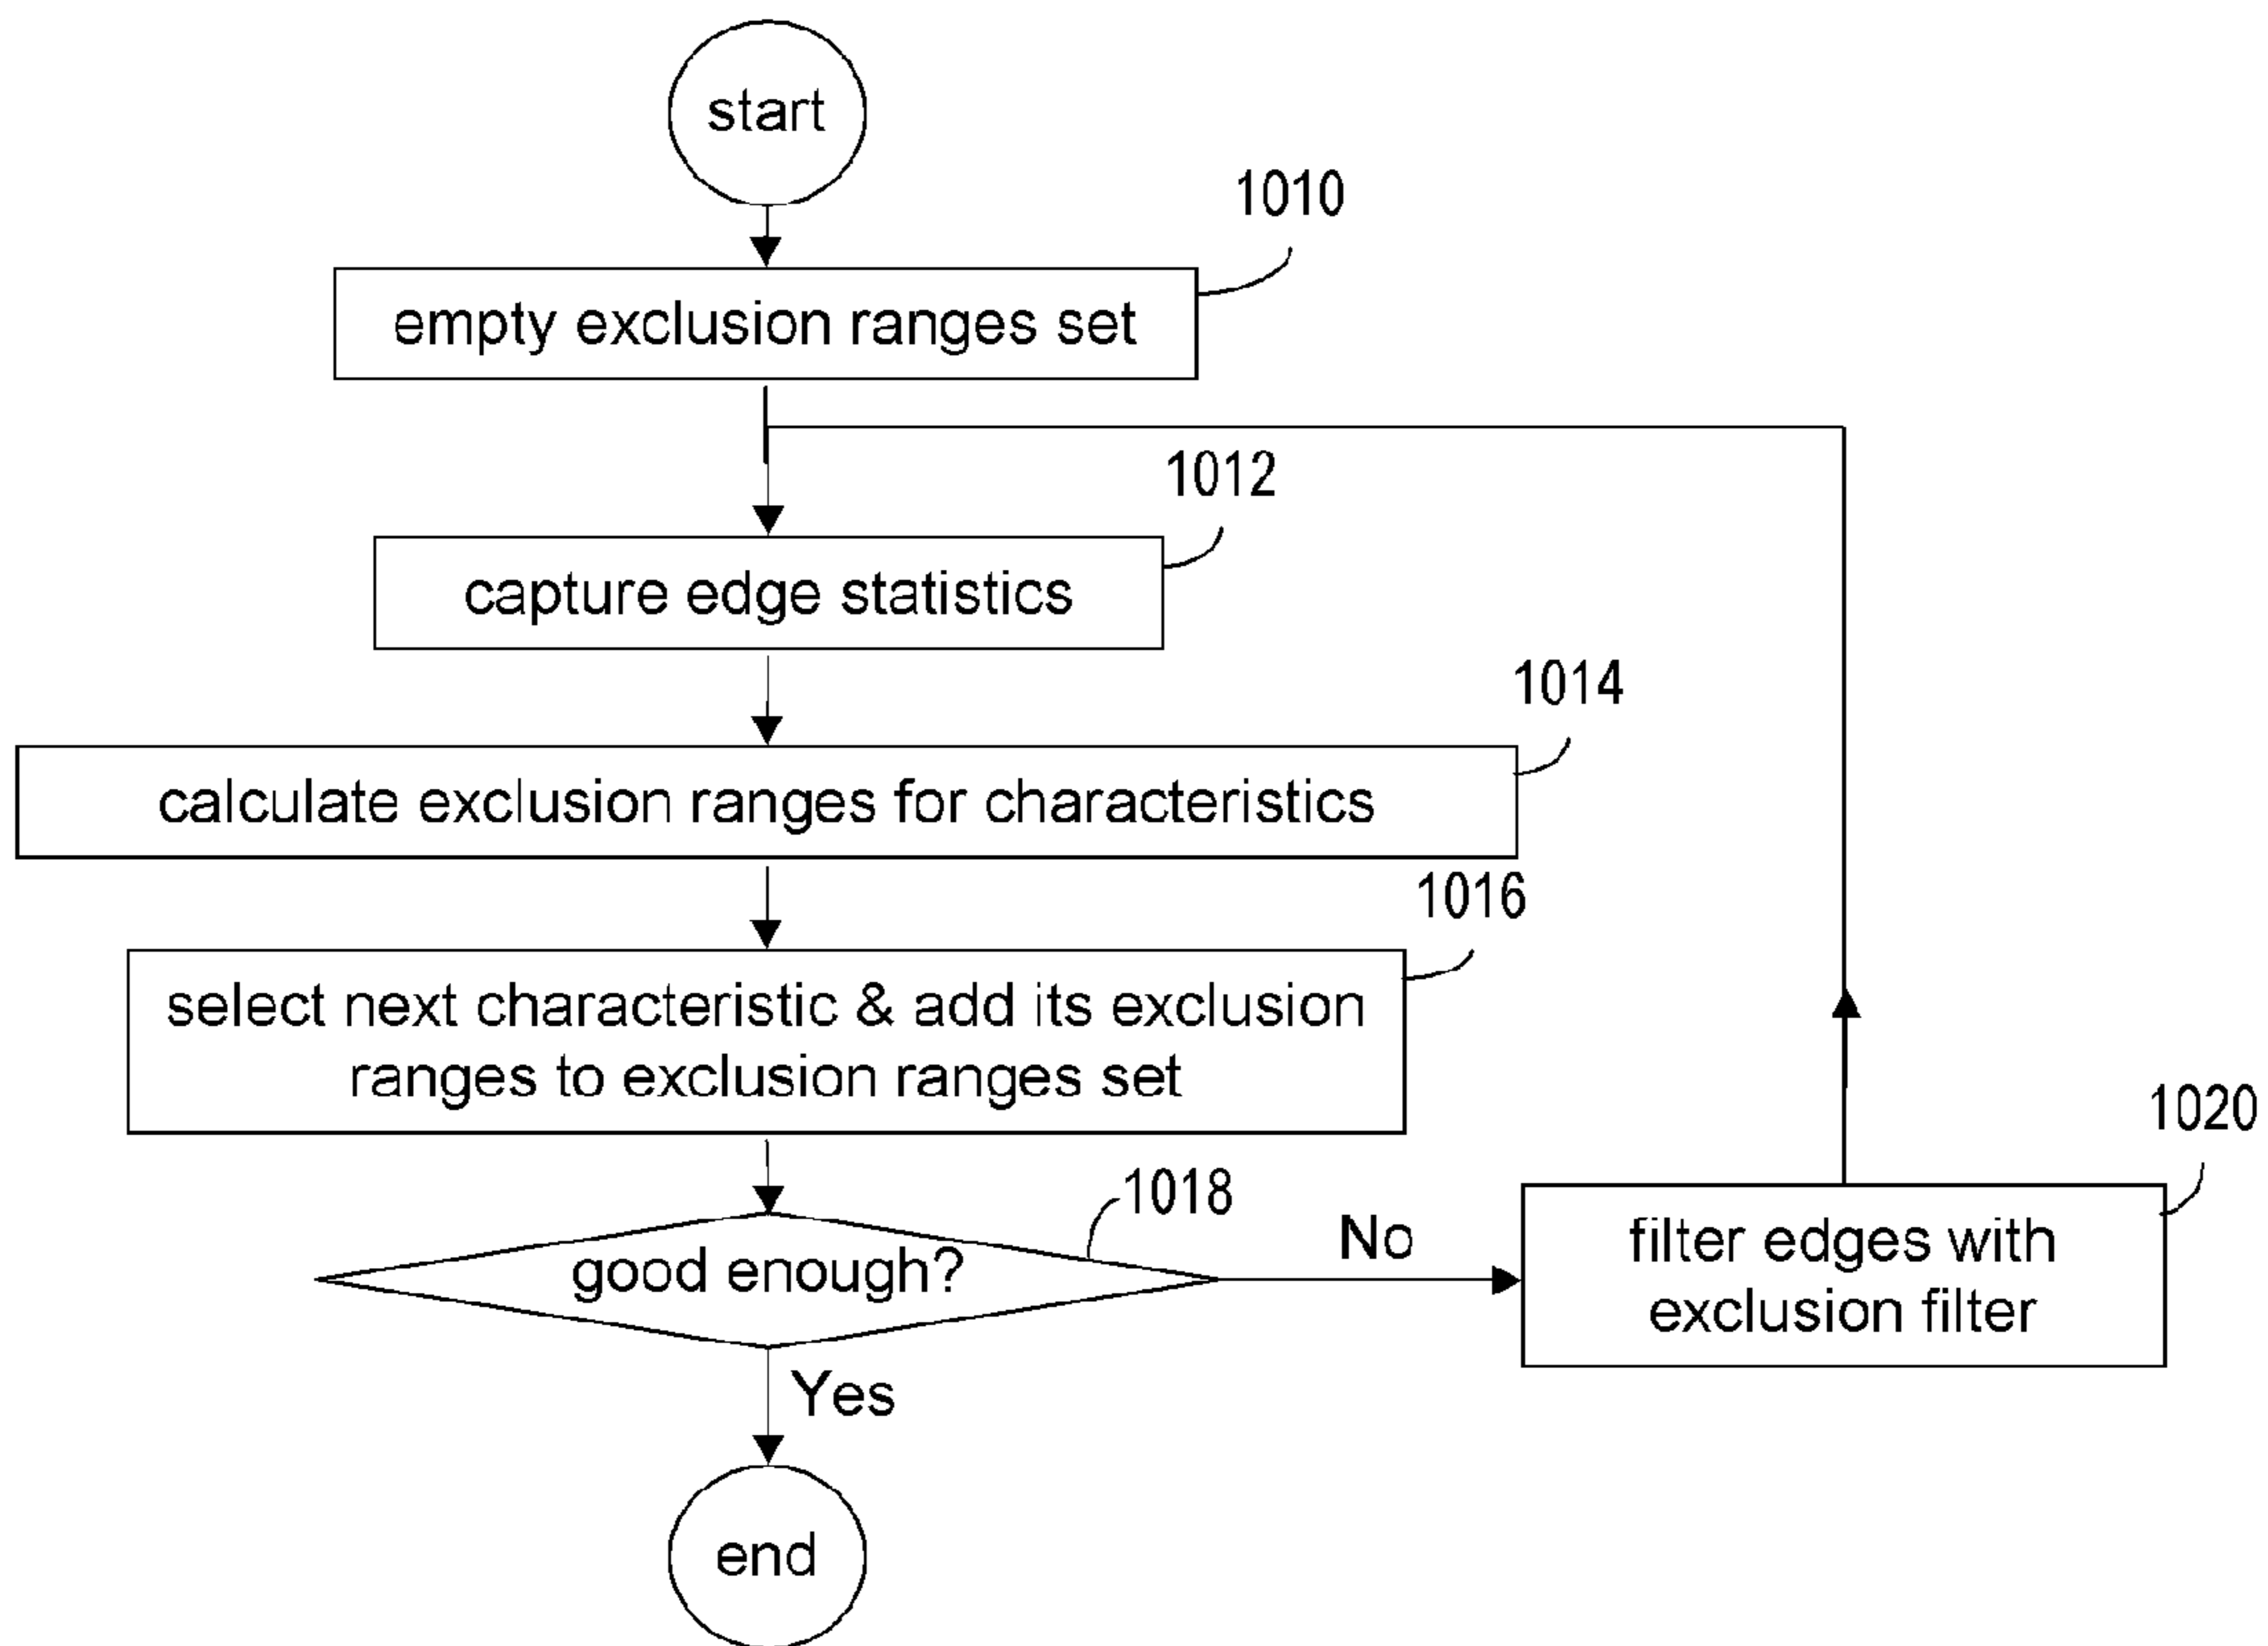 start
1010
empty exclusion ranges set
1012
capture edge statistics
1014
calculate exclusion ranges for characteristics
1016
select next characteristic & add its exclusion
ranges to exclusion ranges set
1018
good enough?
No
1020
filter edges with
exclusion filter
Yes
end